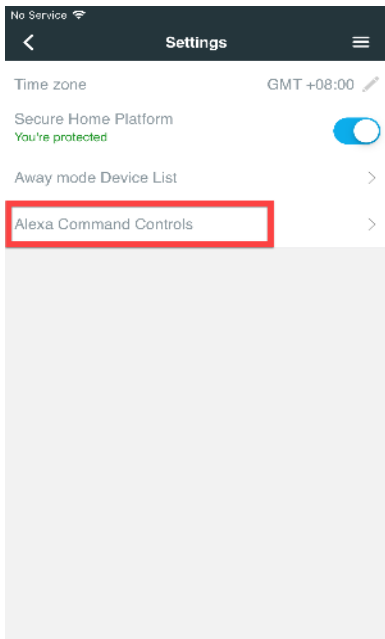 No Service
Settings
Time zone GMT +08:00
Secure Home Platform
You're protected
Away mode Device List
Alexa Command Controls